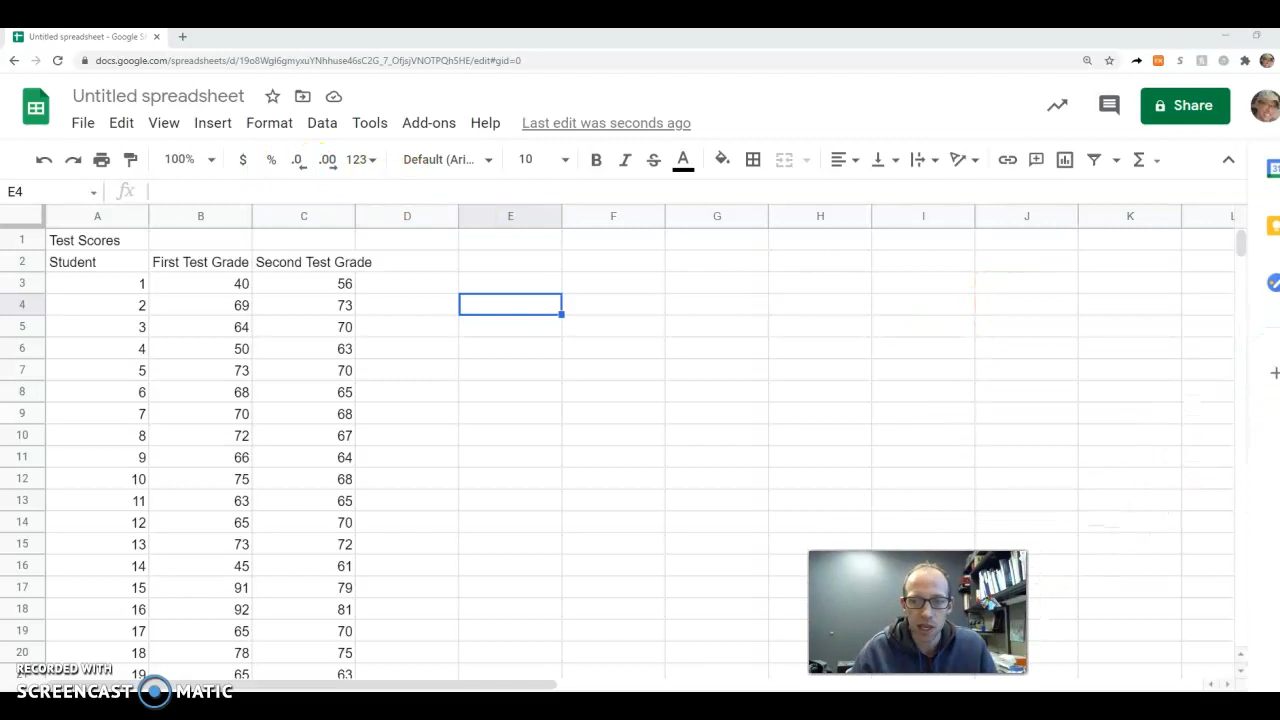 Untitled spreadsheet - Google S
docs.google.com/spreadsheets/d/19o8Wgl6gmyxuYNhhuse46sC2G_7_OfjsjVNOTPQh5HE/edit#gid=0
Untitled spreadsheet
File Edit View Insert Format Data Tools Add-ons Help Last edit was seconds ago
Share
100% $ % .0 .00 123 Default (Ari... 10 B I S A Σ
E4 fx
A B C D E F G H I J K L
1 Test Scores
2 Student First Test Grade Second Test Grade
3 1 40 56
4 2 69 73
5 3 64 70
6 4 50 63
7 5 73 70
8 6 68 65
9 7 70 68
10 8 72 67
11 9 66 64
12 10 75 68
13 11 63 65
14 12 65 70
15 13 73 72
16 14 45 61
17 15 91 79
18 16 92 81
19 17 65 70
20 18 78 75
19 65 63
RECORDED WITH
SCREENCAST MATIC